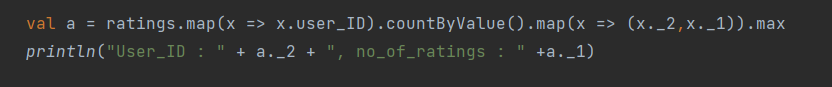 val a = ratings.map(x => x.user_ID).countByValue().map(x => (x._2,x._1)).max
println("User_ID : " + a._2 + ", no_of_ratings : " +a._1)